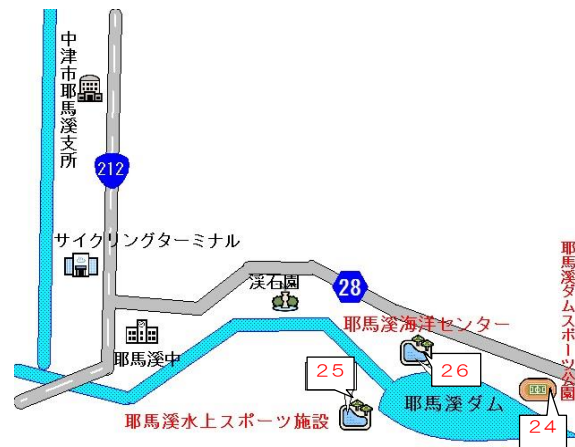 中津市耶馬溪支所
212
サイクリングターミナル
耶馬溪中
渓石園
28
耶馬溪海洋センター
耶馬溪ダムスポーツ公園
25
26
耶馬溪水上スポーツ施設
耶馬溪ダム
24